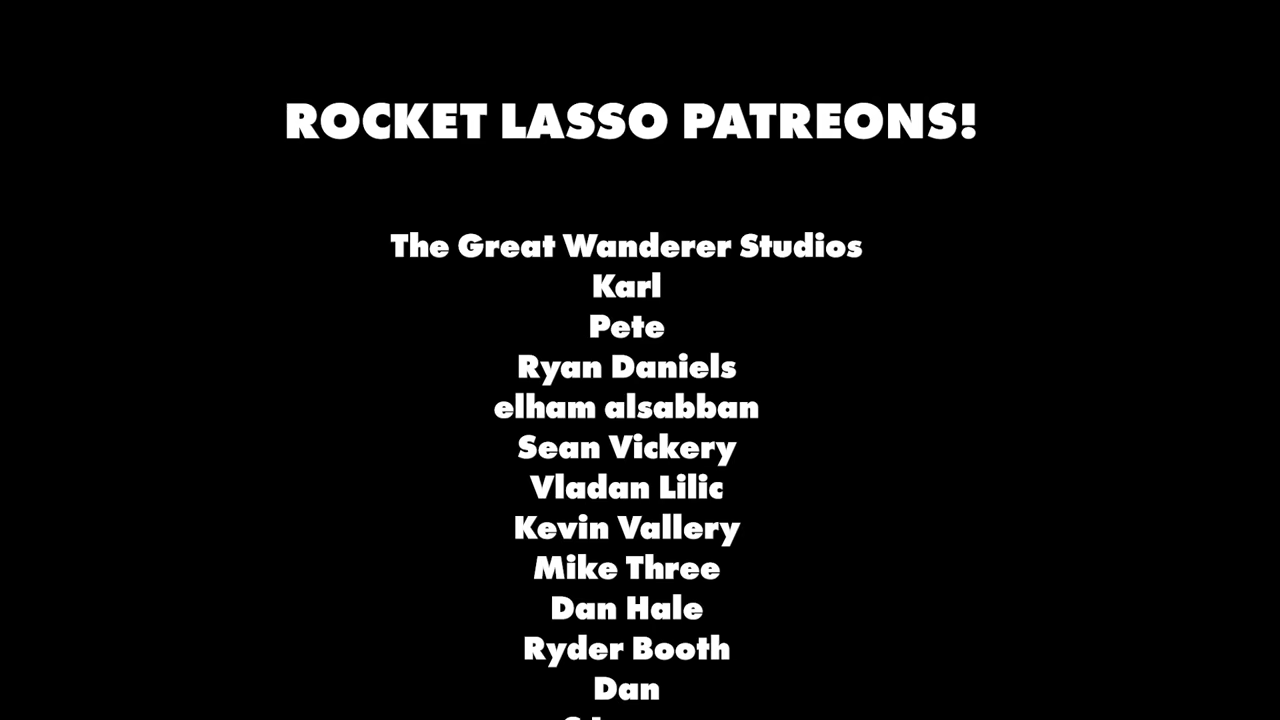 ROCKET LASSO PATREONS!
The Great Wanderer Studios
Karl
Pete
Ryan Daniels
elham alsabban
Sean Vickery
Vladan Lilic
Kevin Vallery
Mike Three
Dan Hale
Ryder Booth
Dan